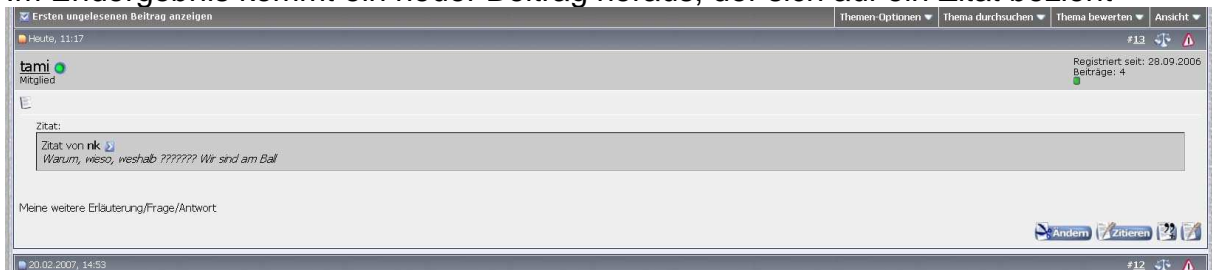 Im Endergebnis kommt ein neuer Beitrag heraus, der sich auf ein Zitat bezieht
Ersten ungelesenen Beitrag anzeigen Themen-Optionen Thema durchsuchen Thema bewerten Ansicht
Heute, 11:17 #13
tami Registriert seit: 28.09.2006
Mitglied Beiträge: 4
Zitat:
Zitat von nk
Warum, wieso, weshalb ??????? Wir sind am Ball
Meine weitere Erläuterung/Frage/Antwort
Ändern Zitieren
20.02.2007, 14:53 #12